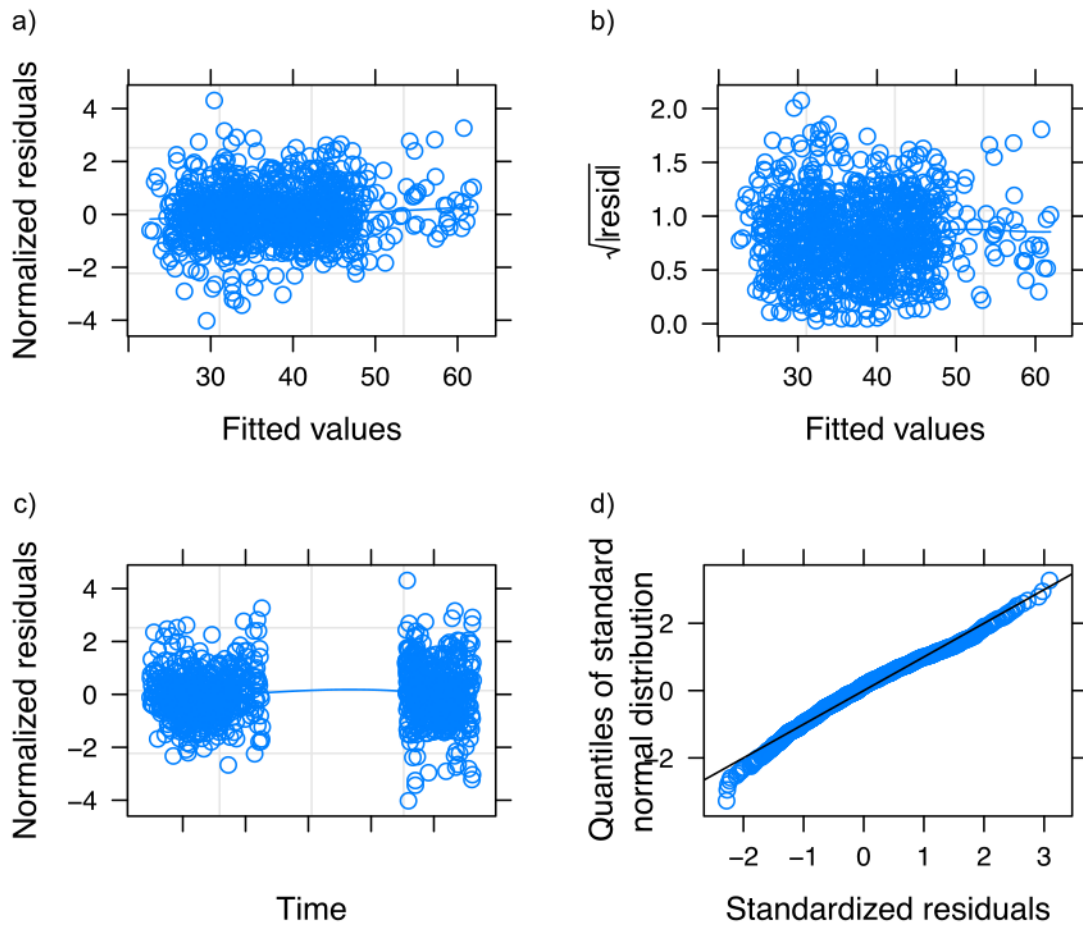 a)
Normalized residuals
4
2
0
−2
−4
30 40 50 60
Fitted values
b)
√|resid|
2.0
1.5
1.0
0.5
0.0
30 40 50 60
Fitted values
c)
Normalized residuals
4
2
0
−2
−4
Time
d)
Quantiles of standard
normal distribution
2
0
−2
−2 −1 0 1 2 3
Standardized residuals